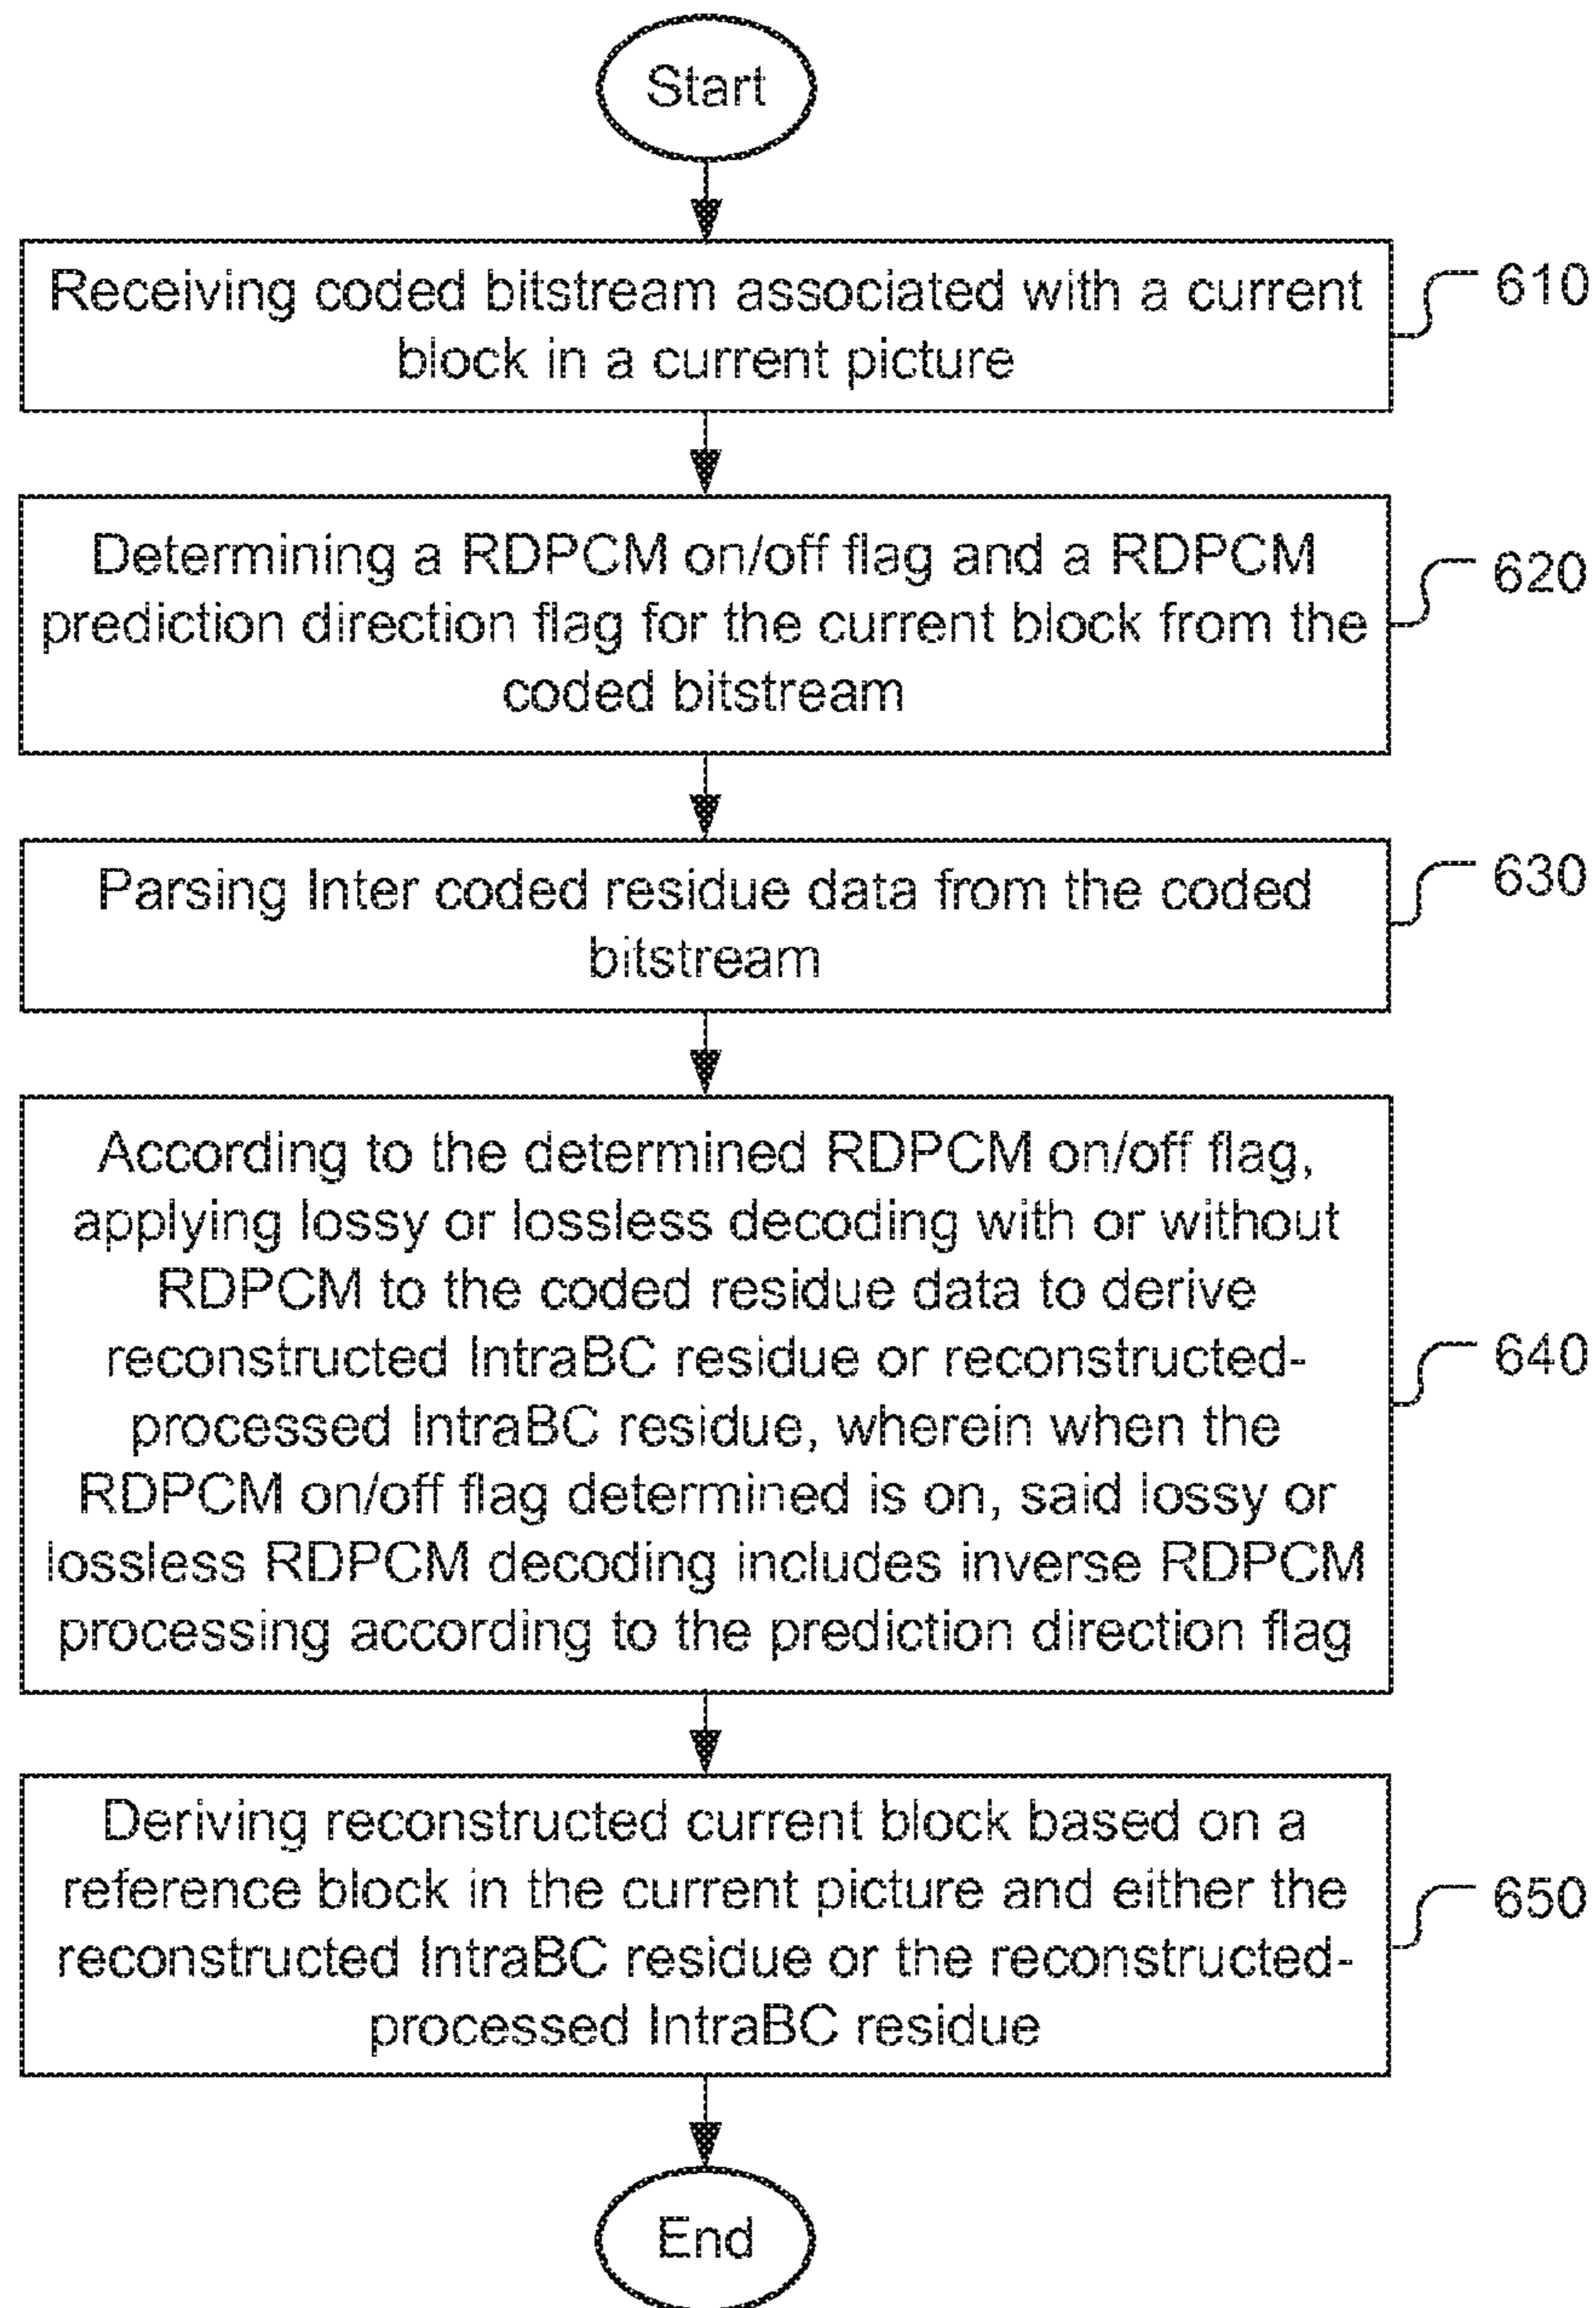 Start
Receiving coded bitstream associated with a current
block in a current picture
610
Determining a RDPCM on/off flag and a RDPCM
prediction direction flag for the current block from the
coded bitstream
620
Parsing Inter coded residue data from the coded
bitstream
630
According to the determined RDPCM on/off flag,
applying lossy or lossless decoding with or without
RDPCM to the coded residue data to derive
reconstructed IntraBC residue or reconstructed-
processed IntraBC residue, wherein when the
RDPCM on/off flag determined is on, said lossy or
lossless RDPCM decoding includes inverse RDPCM
processing according to the prediction direction flag
640
Deriving reconstructed current block based on a
reference block in the current picture and either the
reconstructed IntraBC residue or the reconstructed-
processed IntraBC residue
650
End